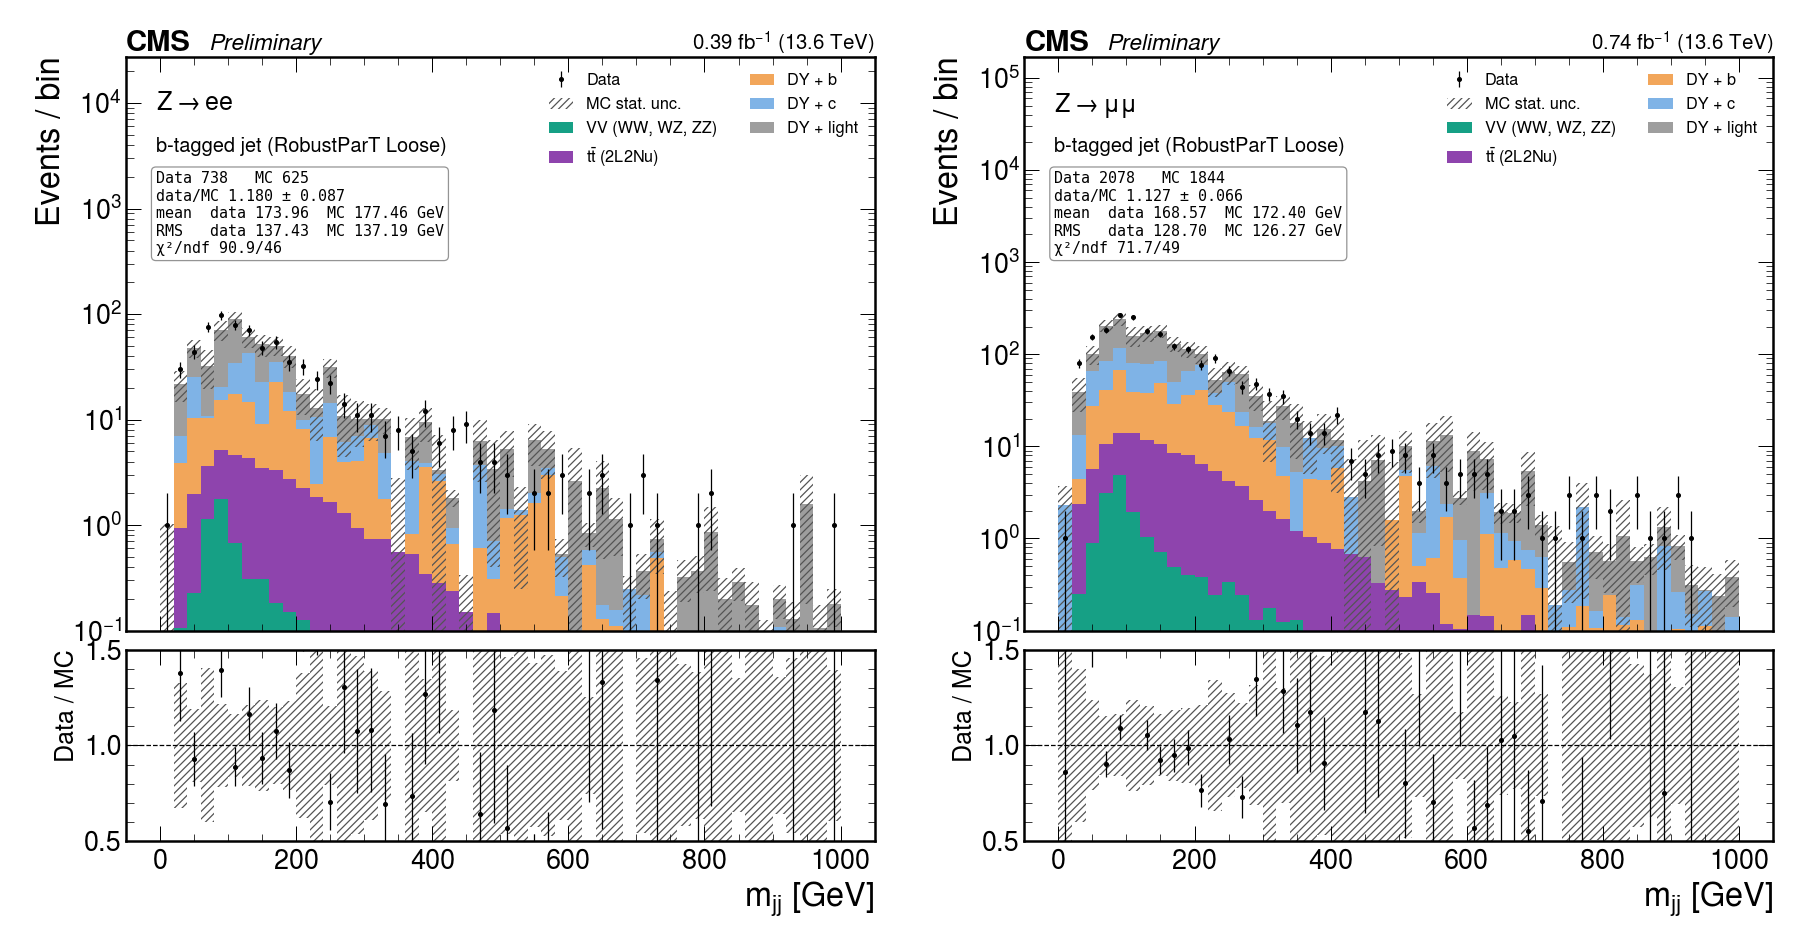 CMS Preliminary 0.39 fb⁻¹ (13.6 TeV)
Events / bin
Z → ee
b-tagged jet (RobustParT Loose)
Data 738 MC 625
data/MC 1.180 ± 0.087
mean data 173.96 MC 177.46 GeV
RMS data 137.43 MC 137.19 GeV
χ²/ndf 90.9/46
Data
MC stat. unc.
VV (WW, WZ, ZZ)
tt̄ (2L2Nu)
DY + b
DY + c
DY + light
10⁴
10³
10²
10¹
10⁰
10⁻¹
Data / MC
1.5
1.0
0.5
0 200 400 600 800 1000
m_jj [GeV]
CMS Preliminary 0.74 fb⁻¹ (13.6 TeV)
Events / bin
Z → μμ
b-tagged jet (RobustParT Loose)
Data 2078 MC 1844
data/MC 1.127 ± 0.066
mean data 168.57 MC 172.40 GeV
RMS data 128.70 MC 126.27 GeV
χ²/ndf 71.7/49
Data
MC stat. unc.
VV (WW, WZ, ZZ)
tt̄ (2L2Nu)
DY + b
DY + c
DY + light
10⁵
10⁴
10³
10²
10¹
10⁰
10⁻¹
Data / MC
1.5
1.0
0.5
0 200 400 600 800 1000
m_jj [GeV]